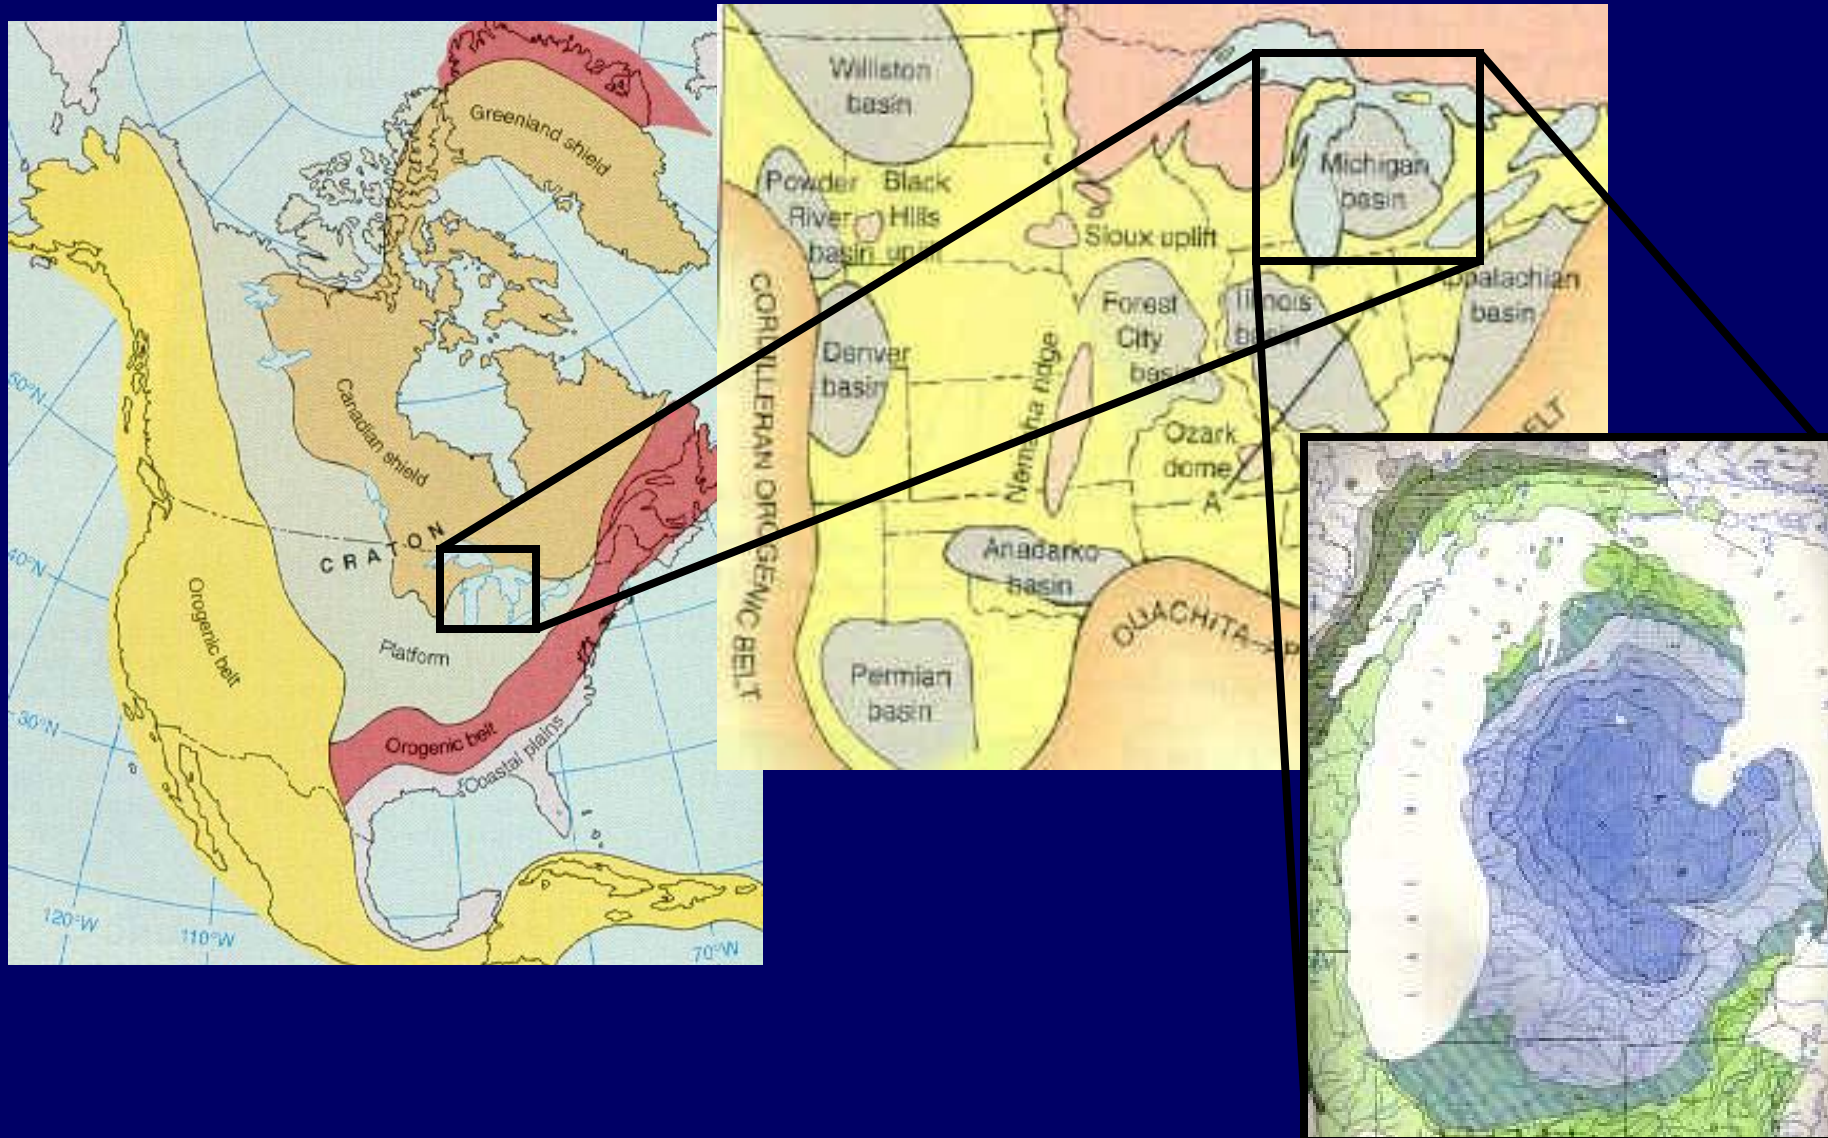 Greenland shield
Canadian shield
CRATON
Platform
Orogenic belt
Orogenic belt
Coastal plains
50°N
40°N
30°N
120°W
110°W
70°W
Williston
basin
Powder
River
basin
Black
Hills
uplift
Sioux uplift
Michigan
basin
Denver
basin
Forest
City
basin
Illinois
basin
Appalachian
basin
Nemaha ridge
Ozark
dome
A
Anadarko
basin
Permian
basin
CORDILLERAN OROGENIC BELT
OUACHITA
BELT